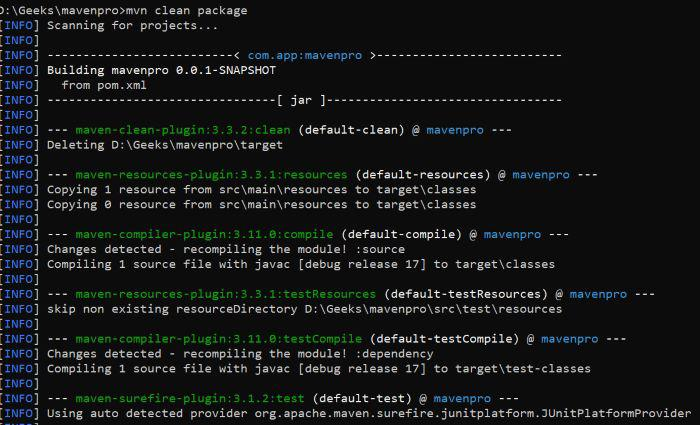 D:\Geeks\mavenpro>mvn clean package
[INFO] Scanning for projects...
[INFO]
[INFO] -------------------------< com.app:mavenpro >-------------------------
[INFO] Building mavenpro 0.0.1-SNAPSHOT
[INFO]   from pom.xml
[INFO] --------------------------------[ jar ]---------------------------------
[INFO]
[INFO] --- maven-clean-plugin:3.3.2:clean (default-clean) @ mavenpro ---
[INFO] Deleting D:\Geeks\mavenpro\target
[INFO]
[INFO] --- maven-resources-plugin:3.3.1:resources (default-resources) @ mavenpro ---
[INFO] Copying 1 resource from src\main\resources to target\classes
[INFO] Copying 0 resource from src\main\resources to target\classes
[INFO]
[INFO] --- maven-compiler-plugin:3.11.0:compile (default-compile) @ mavenpro ---
[INFO] Changes detected - recompiling the module! :source
[INFO] Compiling 1 source file with javac [debug release 17] to target\classes
[INFO]
[INFO] --- maven-resources-plugin:3.3.1:testResources (default-testResources) @ mavenpro ---
[INFO] skip non existing resourceDirectory D:\Geeks\mavenpro\src\test\resources
[INFO]
[INFO] --- maven-compiler-plugin:3.11.0:testCompile (default-testCompile) @ mavenpro ---
[INFO] Changes detected - recompiling the module! :dependency
[INFO] Compiling 1 source file with javac [debug release 17] to target\test-classes
[INFO]
[INFO] --- maven-surefire-plugin:3.1.2:test (default-test) @ mavenpro ---
[INFO] Using auto detected provider org.apache.maven.surefire.junitplatform.JUnitPlatformProvider